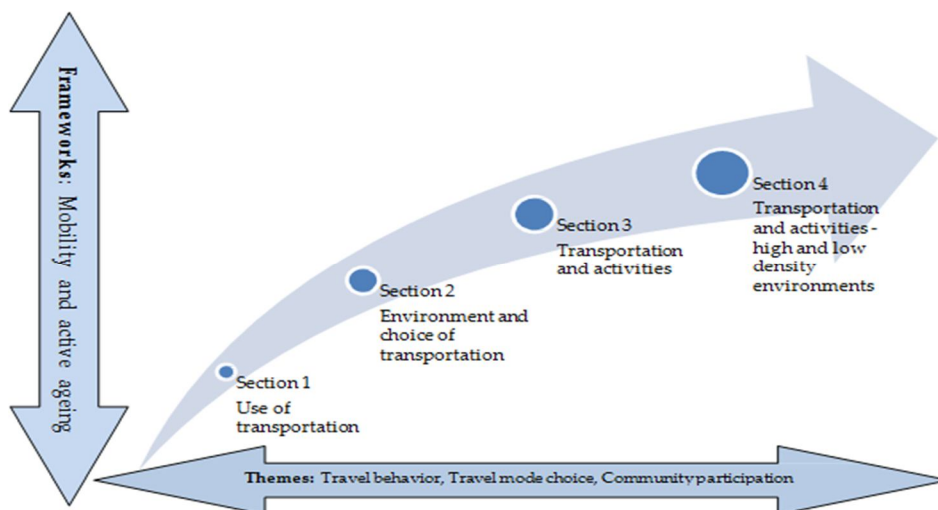 Frameworks: Mobility and active ageing
Section 1
Use of
transportation
Section 2
Environment and
choice of
transportation
Section 3
Transportation
and activities
Section 4
Transportation
and activities -
high and low
density
environments
Themes: Travel behavior, Travel mode choice, Community participation